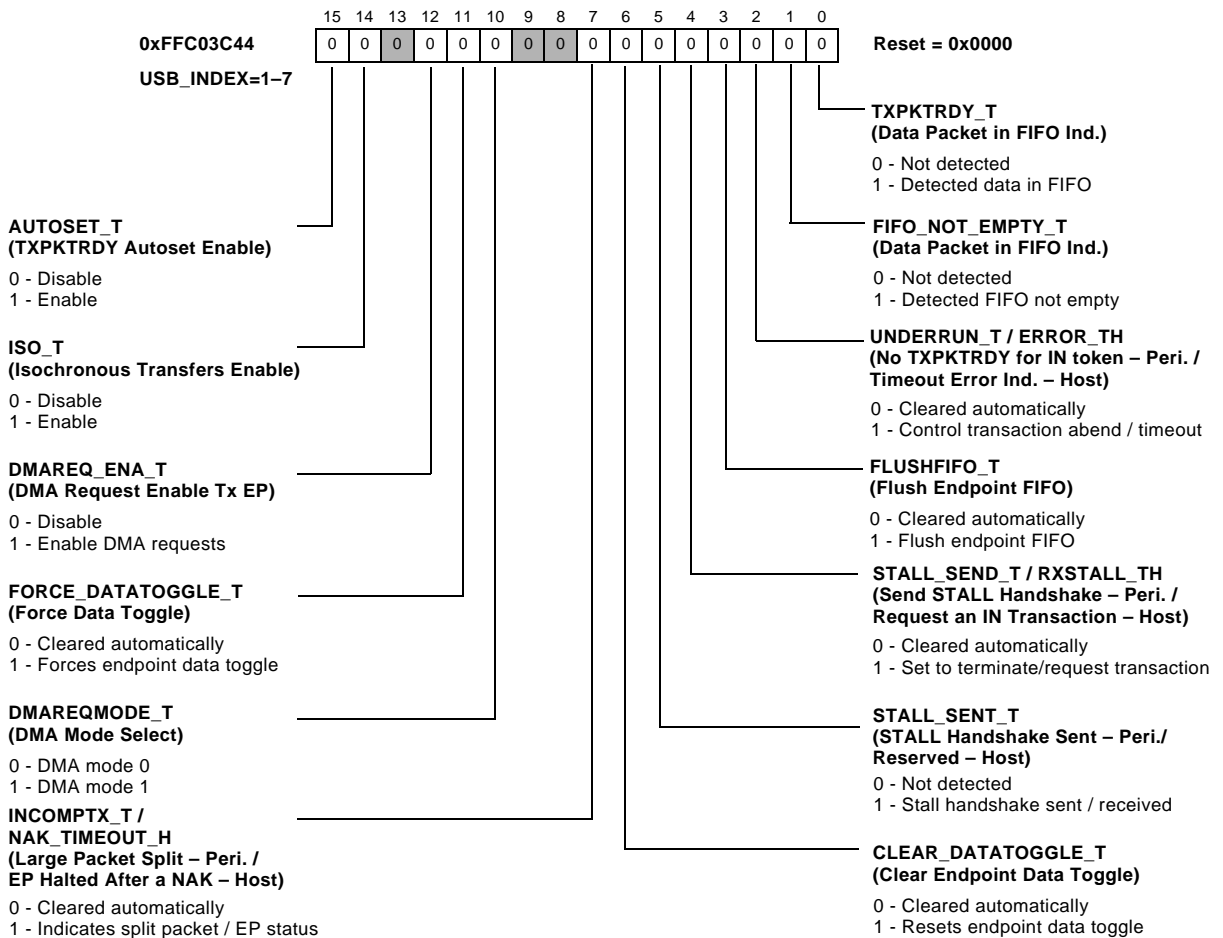 15 14 13 12 11 10 9 8 7 6 5 4 3 2 1 0
0xFFC03C44
0 0 0 0 0 0 0 0 0 0 0 0 0 0 0 0
Reset = 0x0000
USB_INDEX=1–7
AUTOSET_T
(TXPKTRDY Autoset Enable)
0 - Disable
1 - Enable
ISO_T
(Isochronous Transfers Enable)
0 - Disable
1 - Enable
DMAREQ_ENA_T
(DMA Request Enable Tx EP)
0 - Disable
1 - Enable DMA requests
FORCE_DATATOGGLE_T
(Force Data Toggle)
0 - Cleared automatically
1 - Forces endpoint data toggle
DMAREQMODE_T
(DMA Mode Select)
0 - DMA mode 0
1 - DMA mode 1
INCOMPTX_T /
NAK_TIMEOUT_H
(Large Packet Split – Peri. /
EP Halted After a NAK – Host)
0 - Cleared automatically
1 - Indicates split packet / EP status
TXPKTRDY_T
(Data Packet in FIFO Ind.)
0 - Not detected
1 - Detected data in FIFO
FIFO_NOT_EMPTY_T
(Data Packet in FIFO Ind.)
0 - Not detected
1 - Detected FIFO not empty
UNDERRUN_T / ERROR_TH
(No TXPKTRDY for IN token – Peri. /
Timeout Error Ind. – Host)
0 - Cleared automatically
1 - Control transaction abend / timeout
FLUSHFIFO_T
(Flush Endpoint FIFO)
0 - Cleared automatically
1 - Flush endpoint FIFO
STALL_SEND_T / RXSTALL_TH
(Send STALL Handshake – Peri. /
Request an IN Transaction – Host)
0 - Cleared automatically
1 - Set to terminate/request transaction
STALL_SENT_T
(STALL Handshake Sent – Peri./
Reserved – Host)
0 - Not detected
1 - Stall handshake sent / received
CLEAR_DATATOGGLE_T
(Clear Endpoint Data Toggle)
0 - Cleared automatically
1 - Resets endpoint data toggle